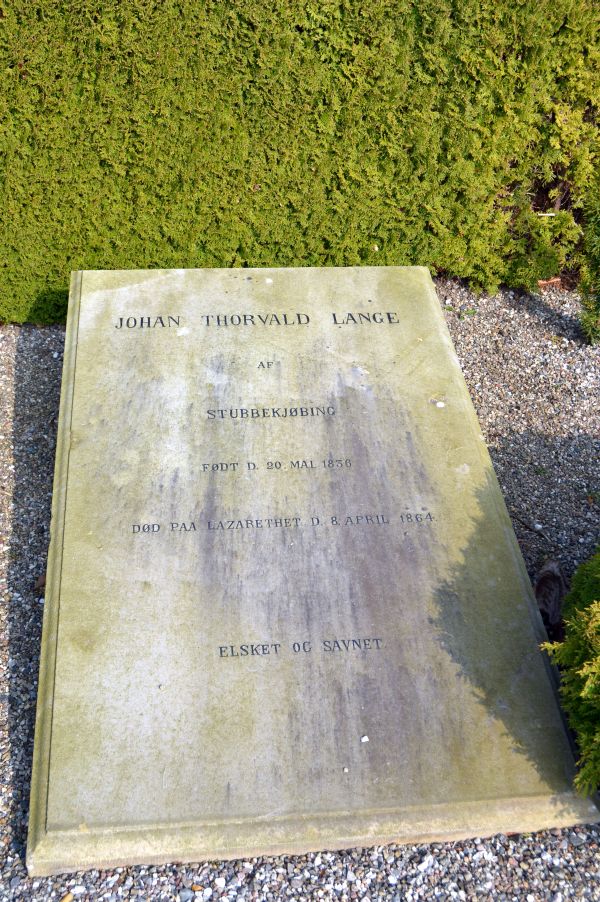 JOHAN THORVALD LANGE
AF
STUBBEKJØBING
FØDT D. 20. MAI 1836
DØD PAA LAZARETHET D. 8. APRIL 1864.
ELSKET OG SAVNET